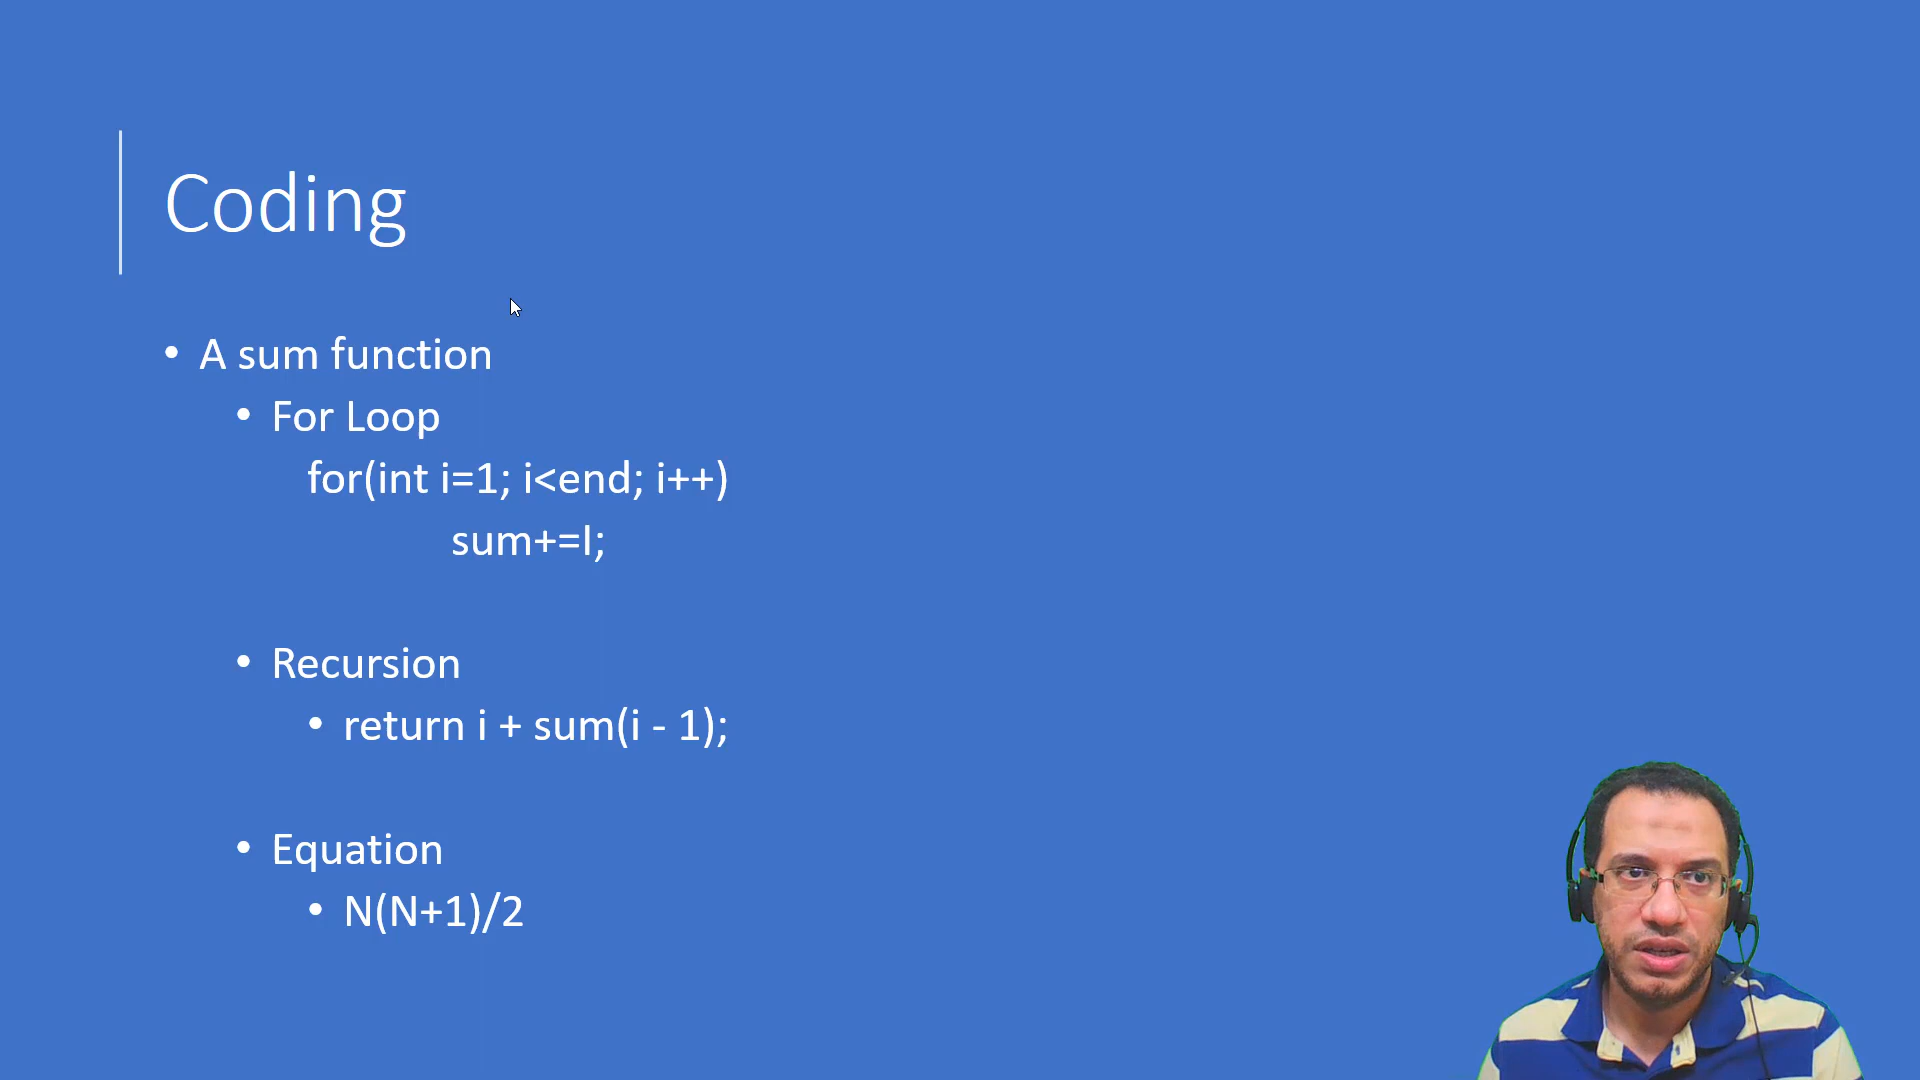 Coding
• A sum function
• For Loop
for(int i=1; i<end; i++)
sum+=I;
• Recursion
• return i + sum(i - 1);
• Equation
• N(N+1)/2